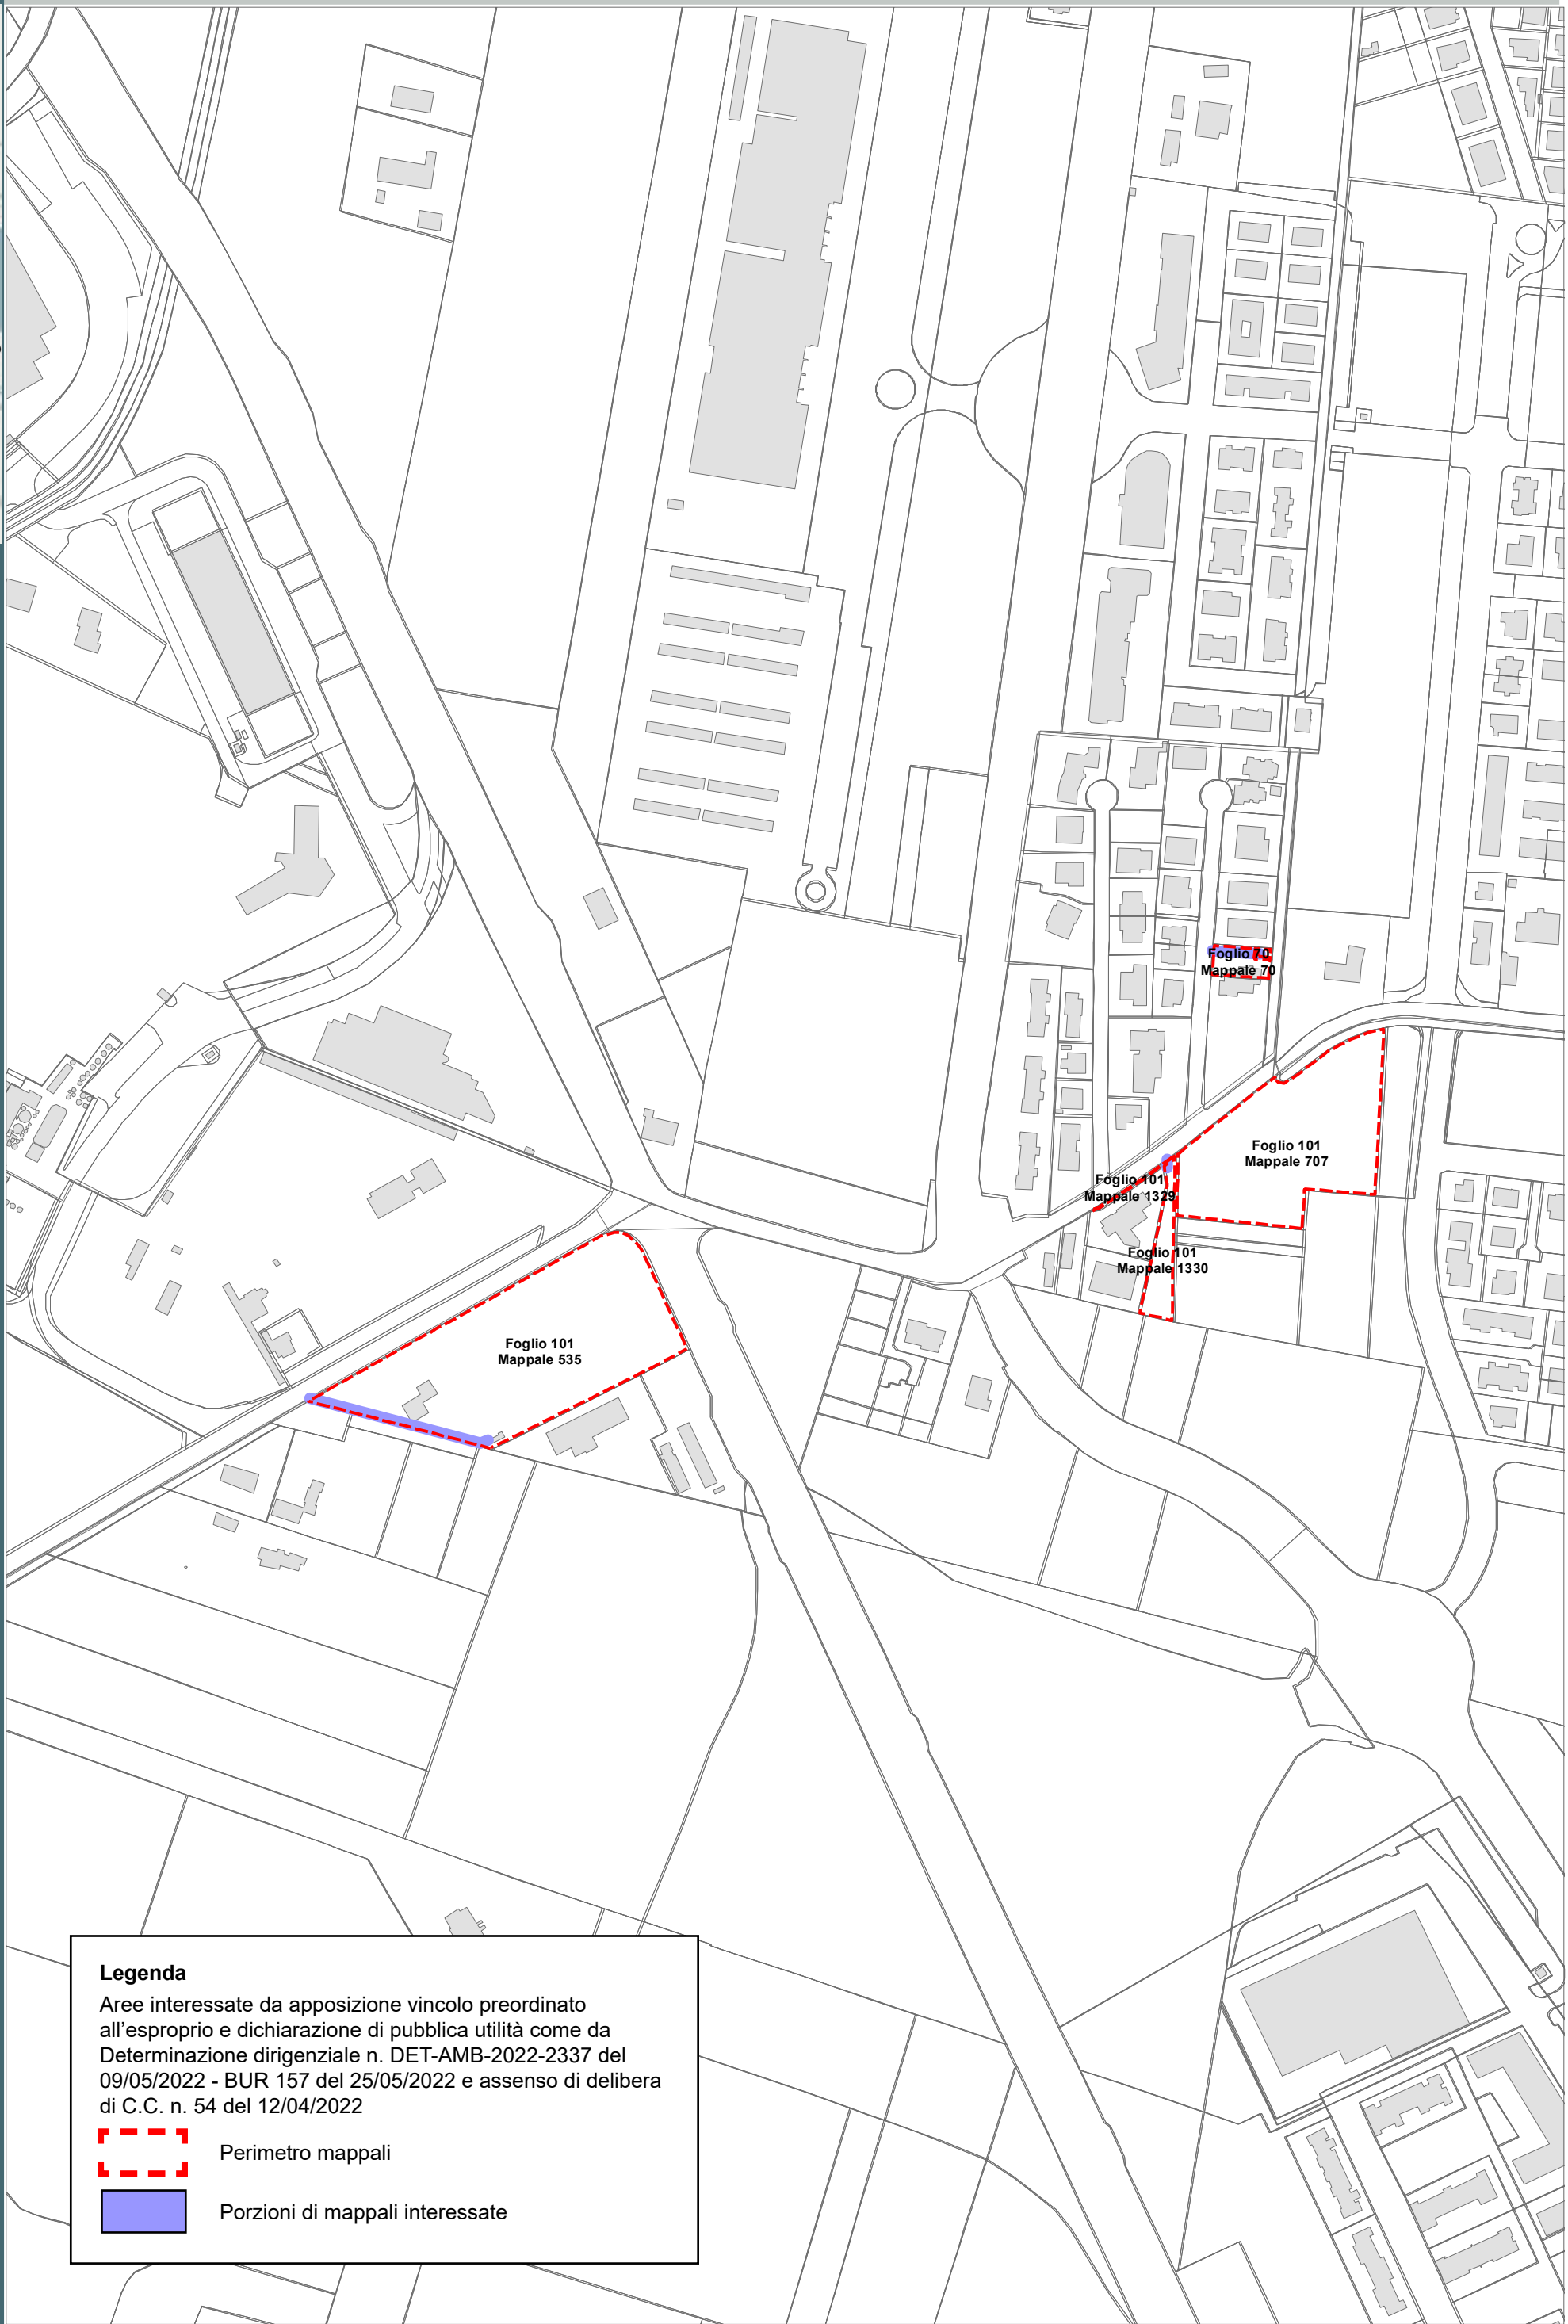 Foglio 70
Mappale 70
Foglio 101
Mappale 707
Foglio 101
Mappale 1329
Foglio 101
Mappale 1330
Foglio 101
Mappale 535
Legenda
Aree interessate da apposizione vincolo preordinato
all'esproprio e dichiarazione di pubblica utilità come da
Determinazione dirigenziale n. DET-AMB-2022-2337 del
09/05/2022 - BUR 157 del 25/05/2022 e assenso di delibera
di C.C. n. 54 del 12/04/2022
Perimetro mappali
Porzioni di mappali interessate